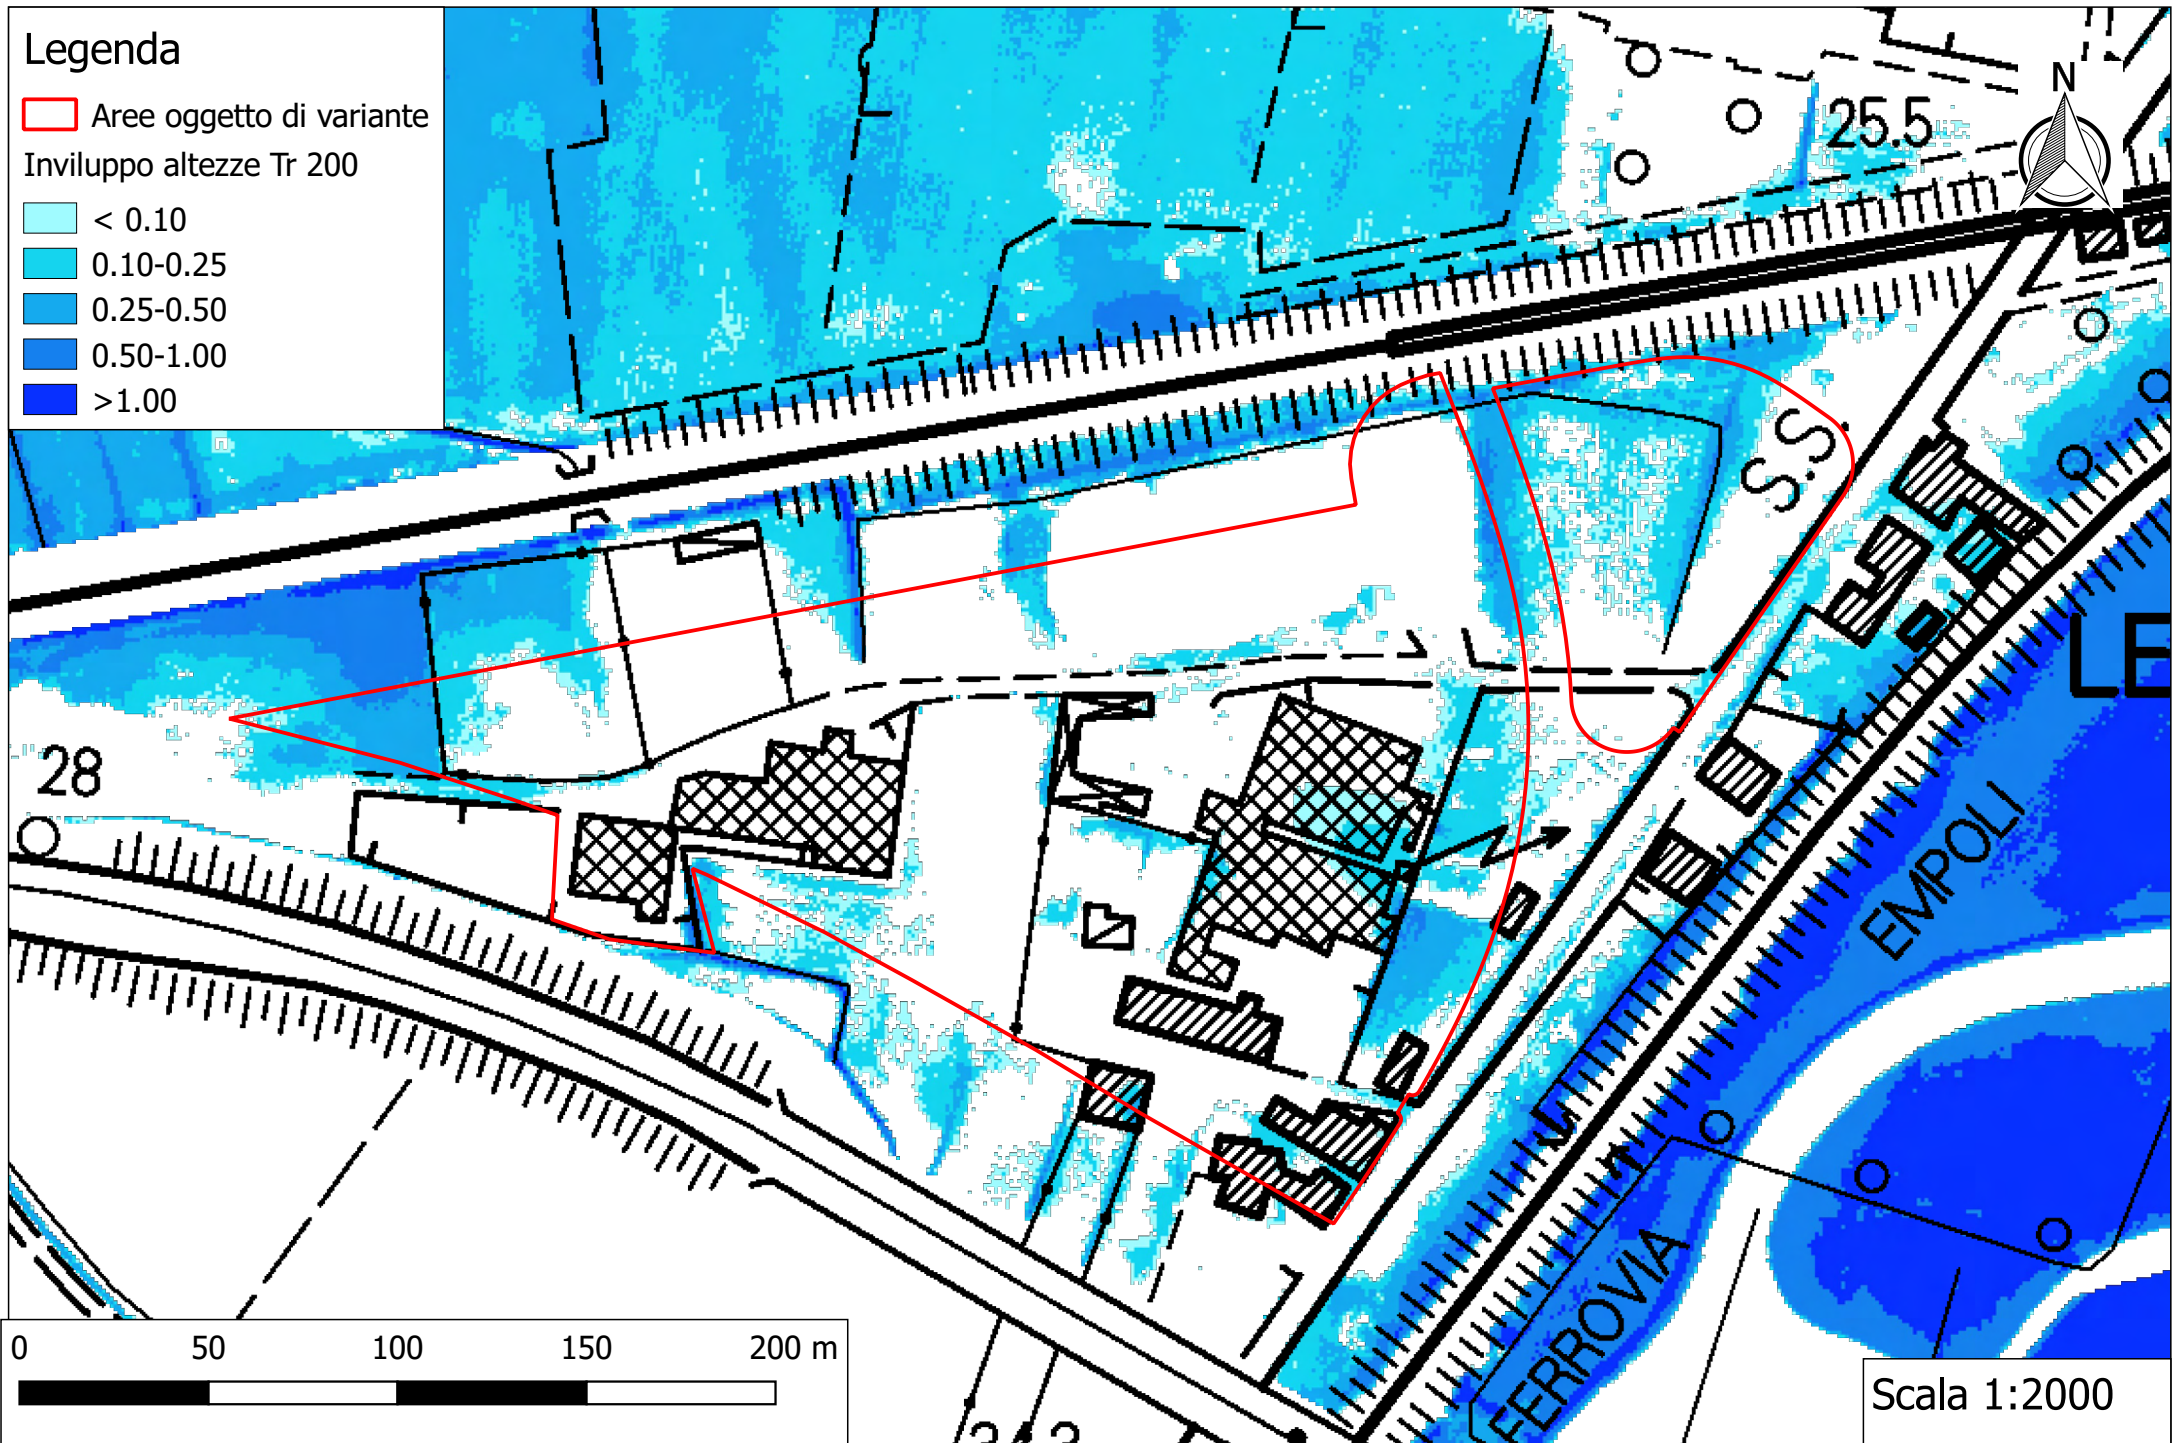 Legenda
Aree oggetto di variante
Inviluppo altezze Tr 200
< 0.10
0.10-0.25
0.25-0.50
0.50-1.00
>1.00
N
25.5
S.S.
LE
28
EMPOLI
FERROVIA
0 50 100 150 200 m
Scala 1:2000